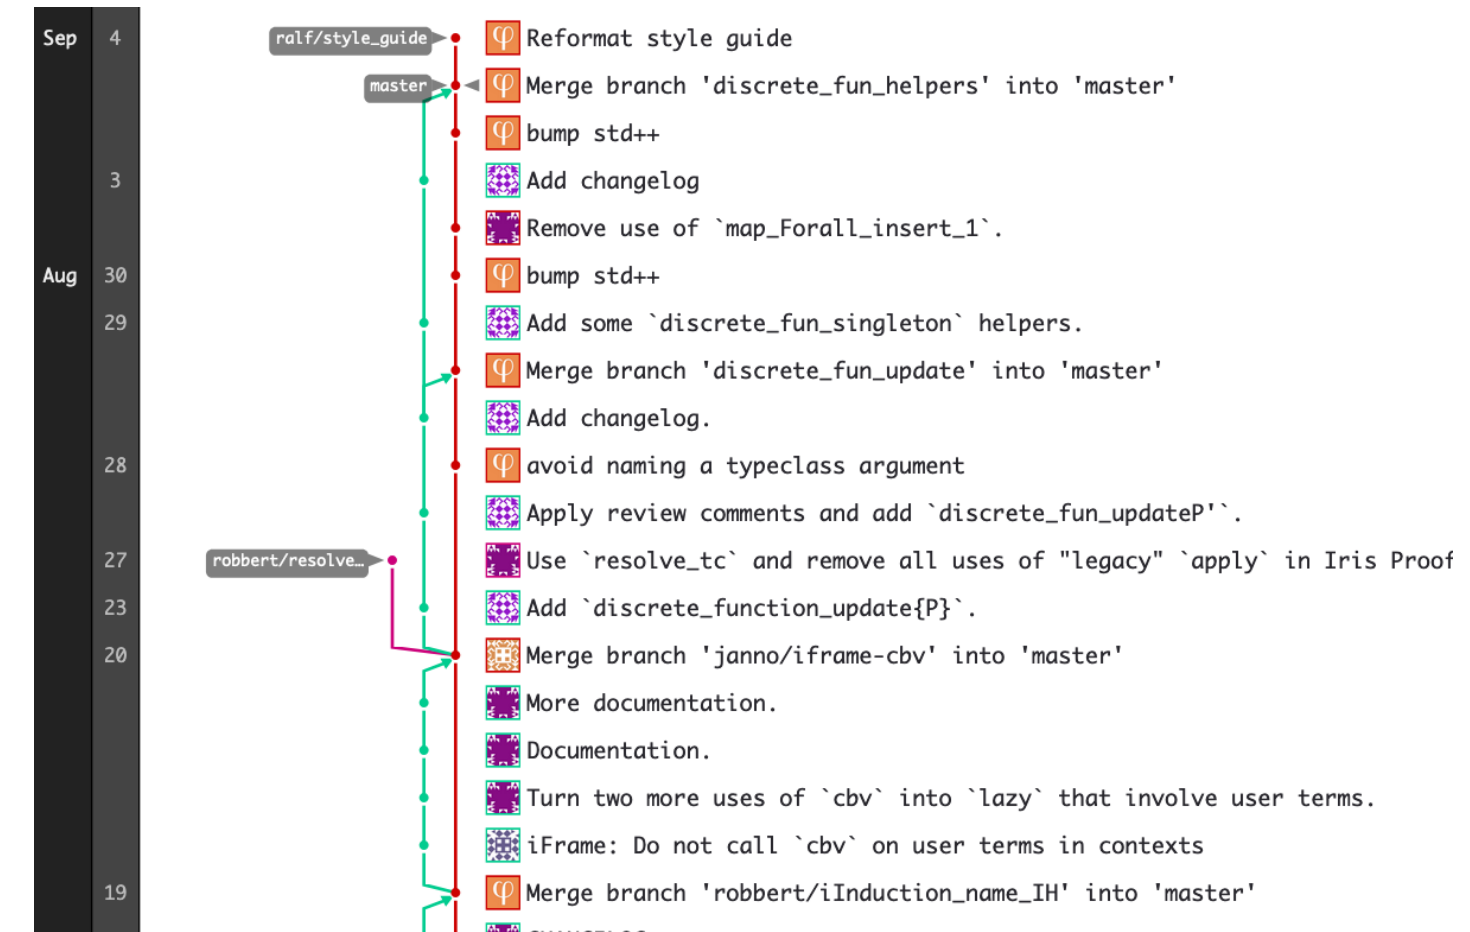 Sep 4 ralf/style_guide φ Reformat style guide
master φ Merge branch 'discrete_fun_helpers' into 'master'
φ bump std++
3 Add changelog
Remove use of `map_Forall_insert_1`.
Aug 30 φ bump std++
29 Add some `discrete_fun_singleton` helpers.
φ Merge branch 'discrete_fun_update' into 'master'
Add changelog.
28 φ avoid naming a typeclass argument
Apply review comments and add `discrete_fun_updateP'`.
27 robbert/resolve… Use `resolve_tc` and remove all uses of "legacy" `apply` in Iris Proof
23 Add `discrete_function_update{P}`.
20 Merge branch 'janno/iframe-cbv' into 'master'
More documentation.
Documentation.
Turn two more uses of `cbv` into `lazy` that involve user terms.
iFrame: Do not call `cbv` on user terms in contexts
19 φ Merge branch 'robbert/iInduction_name_IH' into 'master'